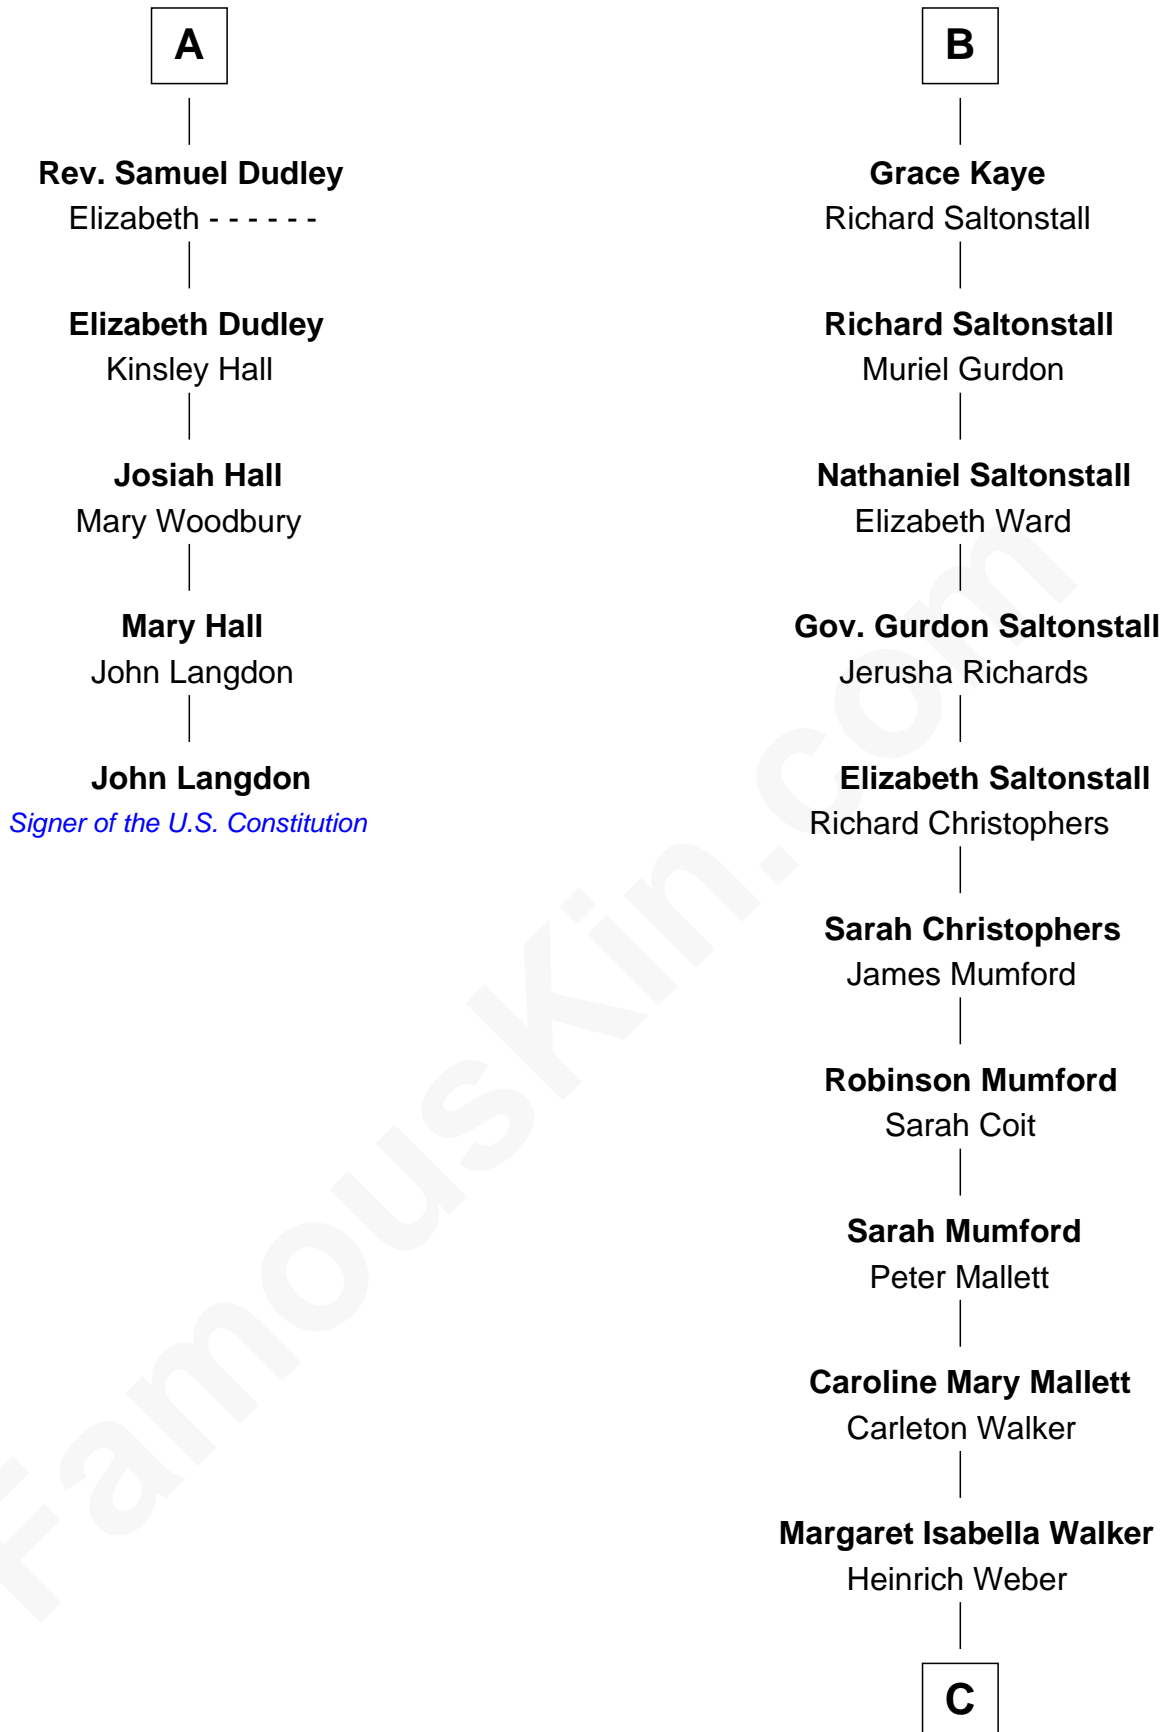 A
Rev. Samuel Dudley
Elizabeth - - - - - -
Elizabeth Dudley
Kinsley Hall
Josiah Hall
Mary Woodbury
Mary Hall
John Langdon
John Langdon
Signer of the U.S. Constitution
B
Grace Kaye
Richard Saltonstall
Richard Saltonstall
Muriel Gurdon
Nathaniel Saltonstall
Elizabeth Ward
Gov. Gurdon Saltonstall
Jerusha Richards
Elizabeth Saltonstall
Richard Christophers
Sarah Christophers
James Mumford
Robinson Mumford
Sarah Coit
Sarah Mumford
Peter Mallett
Caroline Mary Mallett
Carleton Walker
Margaret Isabella Walker
Heinrich Weber
C
FamousKin.com